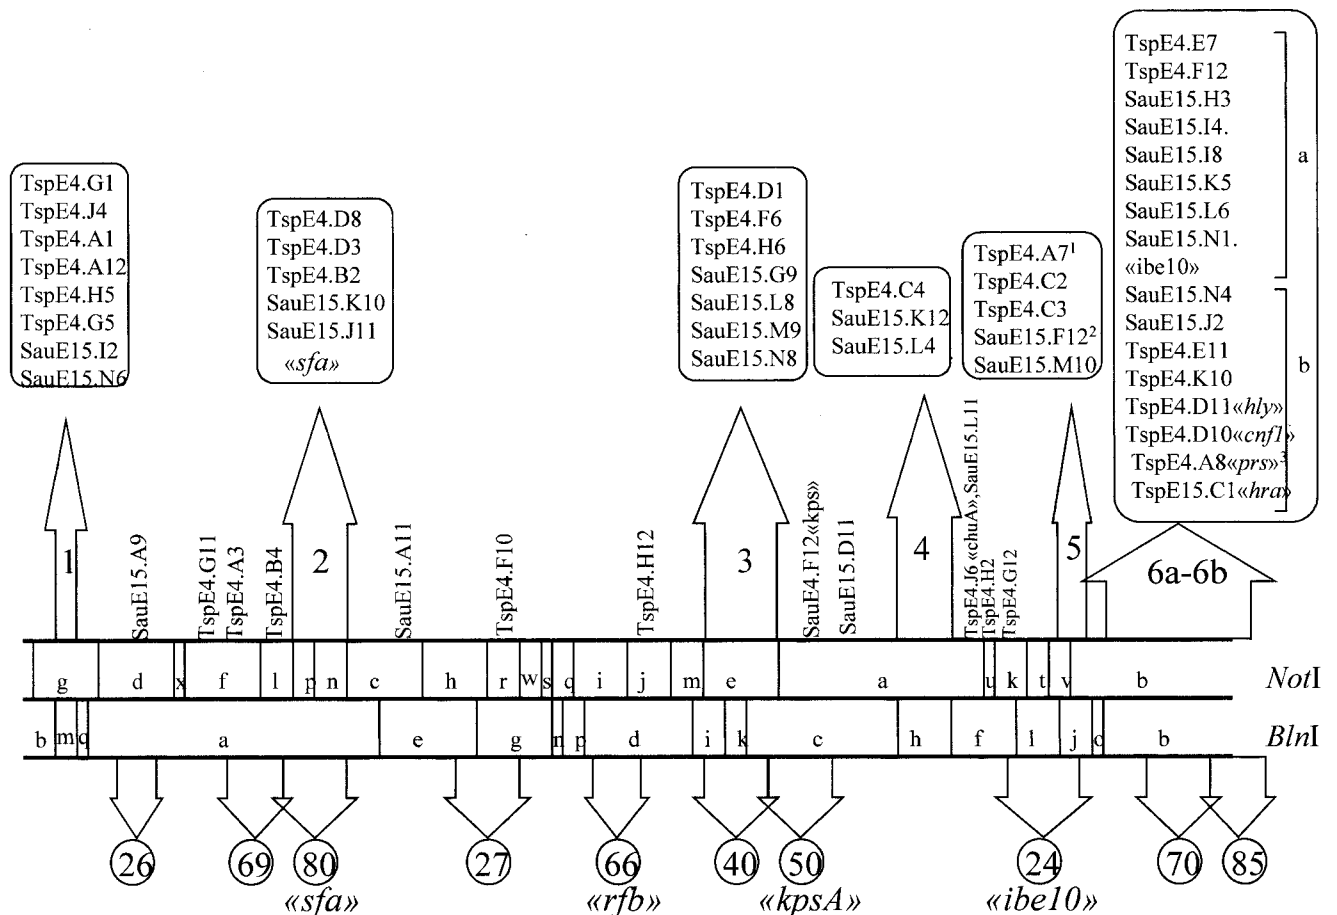 TspE4.E7
TspE4.F12
SauE15.H3
SauE15.I4.
SauE15.I8
SauE15.K5
SauE15.L6
SauE15.N1.
«ibe10»
a
SauE15.N4
SauE15.J2
TspE4.E11
TspE4.K10
TspE4.D11«hly»
TspE4.D10«cnf1»
TspE4.A8«prs»³
TspE15.C1«hra»
b
TspE4.G1
TspE4.J4
TspE4.A1
TspE4.A12
TspE4.H5
TspE4.G5
SauE15.I2
SauE15.N6
TspE4.D8
TspE4.D3
TspE4.B2
SauE15.K10
SauE15.J11
«sfa»
TspE4.D1
TspE4.F6
TspE4.H6
SauE15.G9
SauE15.L8
SauE15.M9
SauE15.N8
TspE4.C4
SauE15.K12
SauE15.L4
TspE4.A7¹
TspE4.C2
TspE4.C3
SauE15.F12²
SauE15.M10
1
SauE15.A9
TspE4.G11
TspE4.A3
TspE4.B4
2
SauE15.A11
TspE4.F10
TspE4.H12
3
SauE4.F12«kps»
SauE15.D11
4
TspE4.J6 «chuA»,SauE15.L11
TspE4.H2
TspE4.G12
5
6a-6b
g d x f l p n c h r w s q i j m e a u k t v b NotI
b m q a e g n p d i k c h f l j o b BlnI
26 69 80 27 66 40 50 24 70 85
«sfa» «rfb» «kpsA» «ibe10»